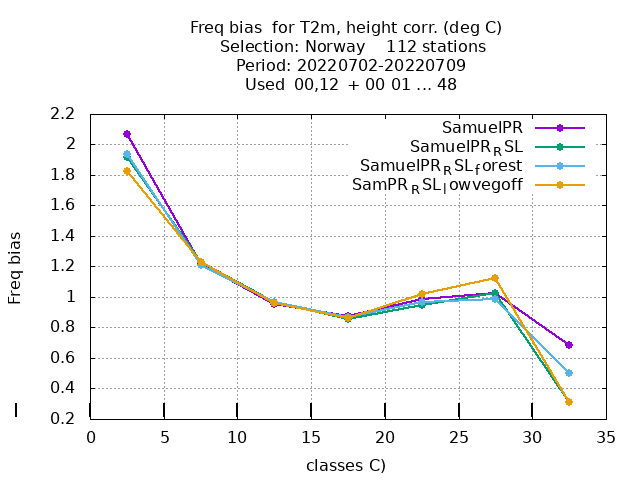 Freq bias  for T2m, height corr. (deg C)
Selection: Norway    112 stations
Period: 20220702-20220709
Used  00,12  + 00 01 ... 48
SamuelPR
SamuelPR_RSL
SamuelPR_RSL_forest
SamPR_RSL_lowvegoff
Freq bias
2.2
2
1.8
1.6
1.4
1.2
1
0.8
0.6
0.4
0.2
0 5 10 15 20 25 30 35
classes C)